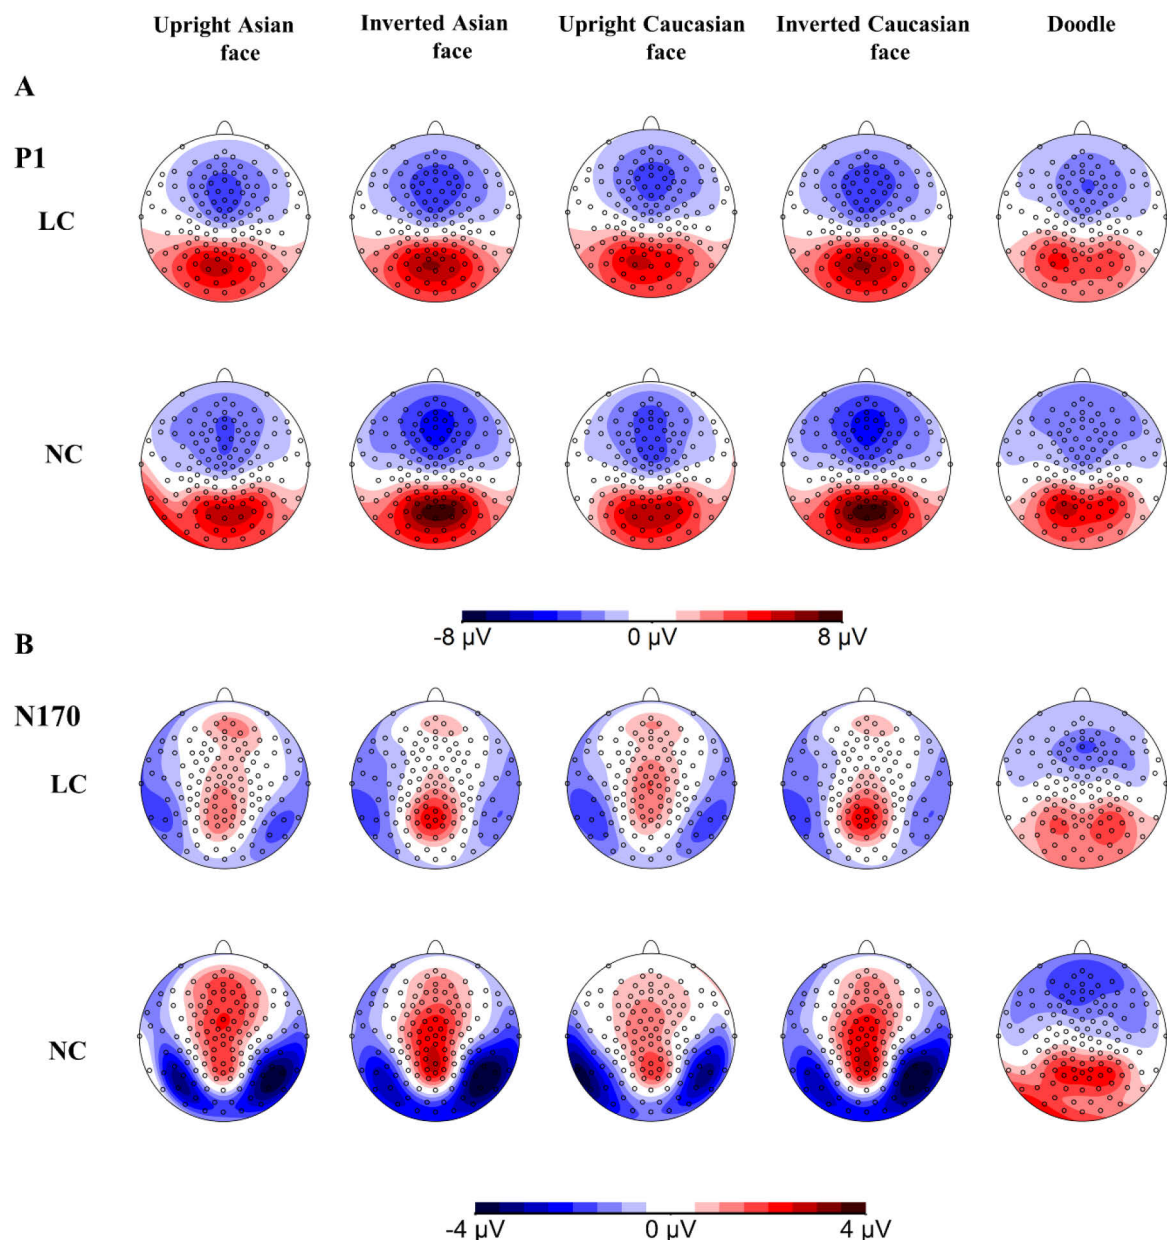 Upright Asian face
Inverted Asian face
Upright Caucasian face
Inverted Caucasian face
Doodle
A
P1
LC
NC
-8 µV
0 µV
8 µV
B
N170
LC
NC
-4 µV
0 µV
4 µV